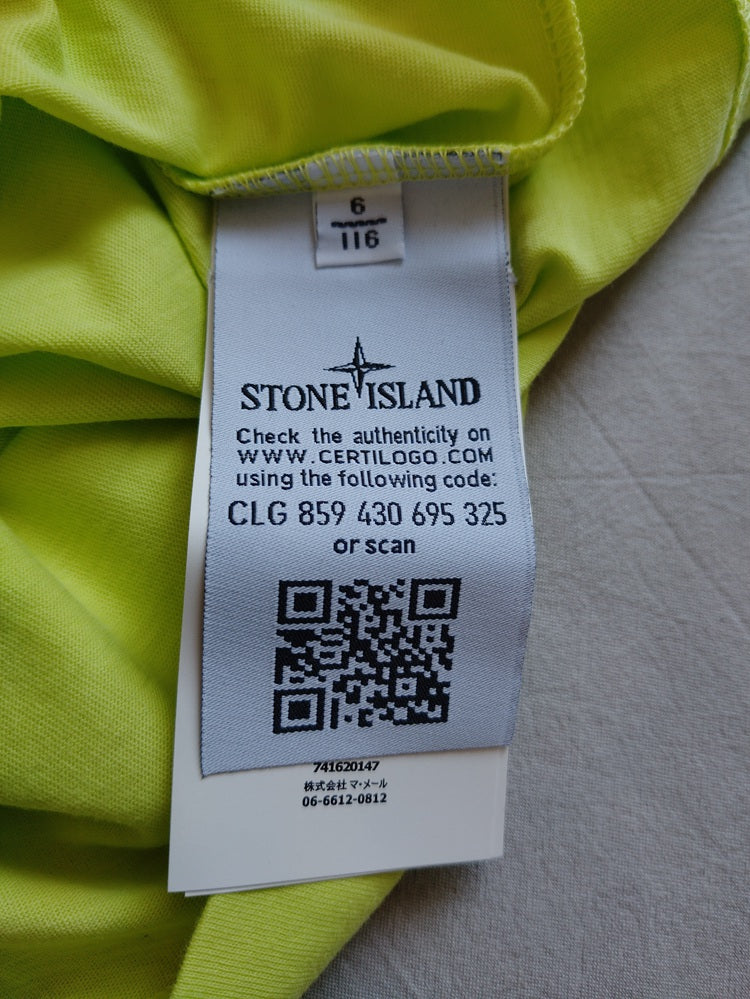 6
116
STONE ISLAND
Check the authenticity on
WWW.CERTILOGO.COM
using the following code:
CLG 859 430 695 325
or scan
741620147
株式会社 マ・メール
06-6612-0812